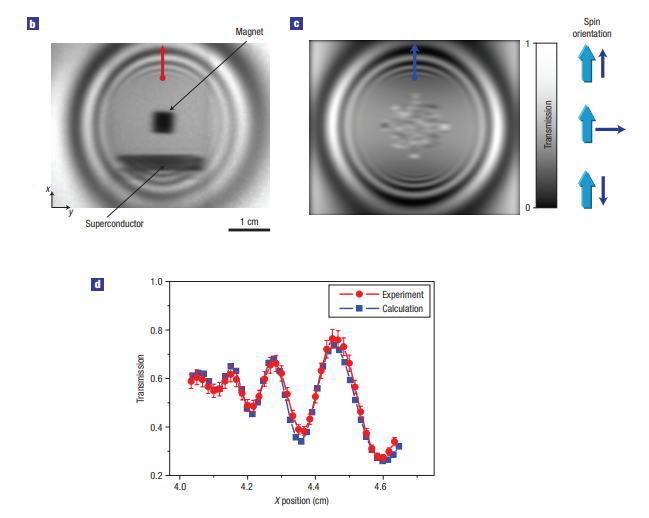 b
Magnet
x
y
Superconductor
1 cm
c
1
Transmission
0
Spin
orientation
d
Transmission
1.0
0.8
0.6
0.4
0.2
4.0 4.2 4.4 4.6
X position (cm)
Experiment
Calculation